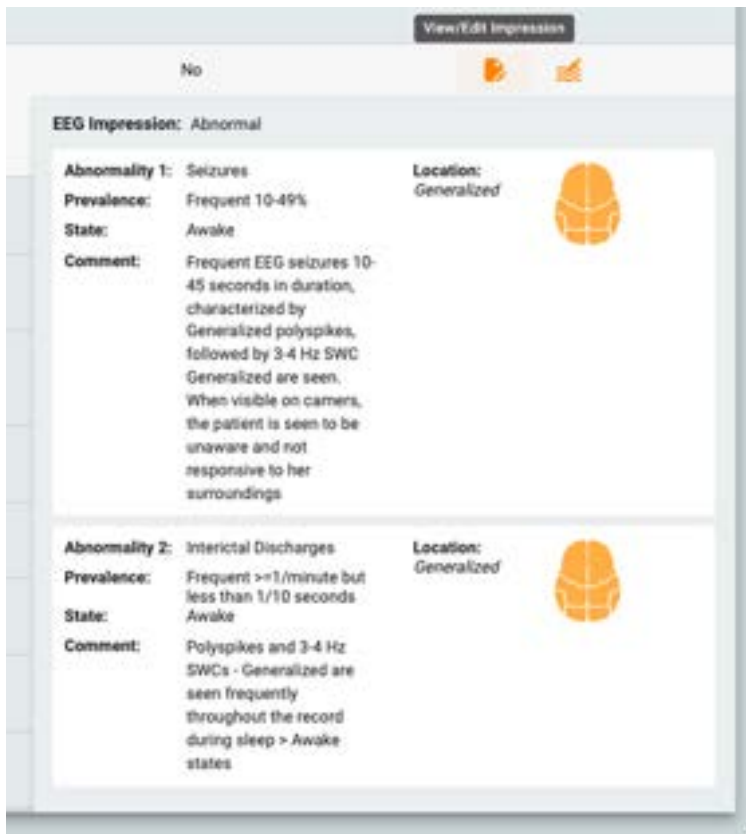 View/Edit Impression
No
EEG Impression: Abnormal
Abnormality 1: Seizures
Location:
Generalized
Prevalence: Frequent 10-49%
State: Awake
Comment: Frequent EEG seizures 10-
45 seconds in duration,
characterized by
Generalized polyspikes,
followed by 3-4 Hz SWC
Generalized are seen.
When visible on camers,
the patient is seen to be
unaware and not
responsive to her
surroundings
Abnormality 2: Interictal Discharges
Location:
Generalized
Prevalence: Frequent >=1/minute but
less than 1/10 seconds
State: Awake
Comment: Polyspikes and 3-4 Hz
SWCs - Generalized are
seen frequently
throughout the record
during sleep > Awake
states